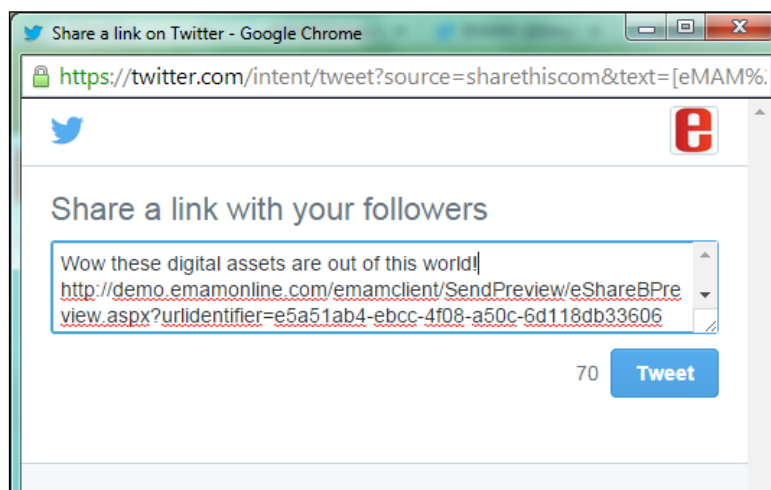 Share a link on Twitter - Google Chrome
https://twitter.com/intent/tweet?source=sharethiscom&text=[eMAM%
e
Share a link with your followers
Wow these digital assets are out of this world!
http://demo.emamonline.com/emamclient/SendPreview/eShareBPre
view.aspx?urlidentifier=e5a51ab4-ebcc-4f08-a50c-6d118db33606
70 Tweet